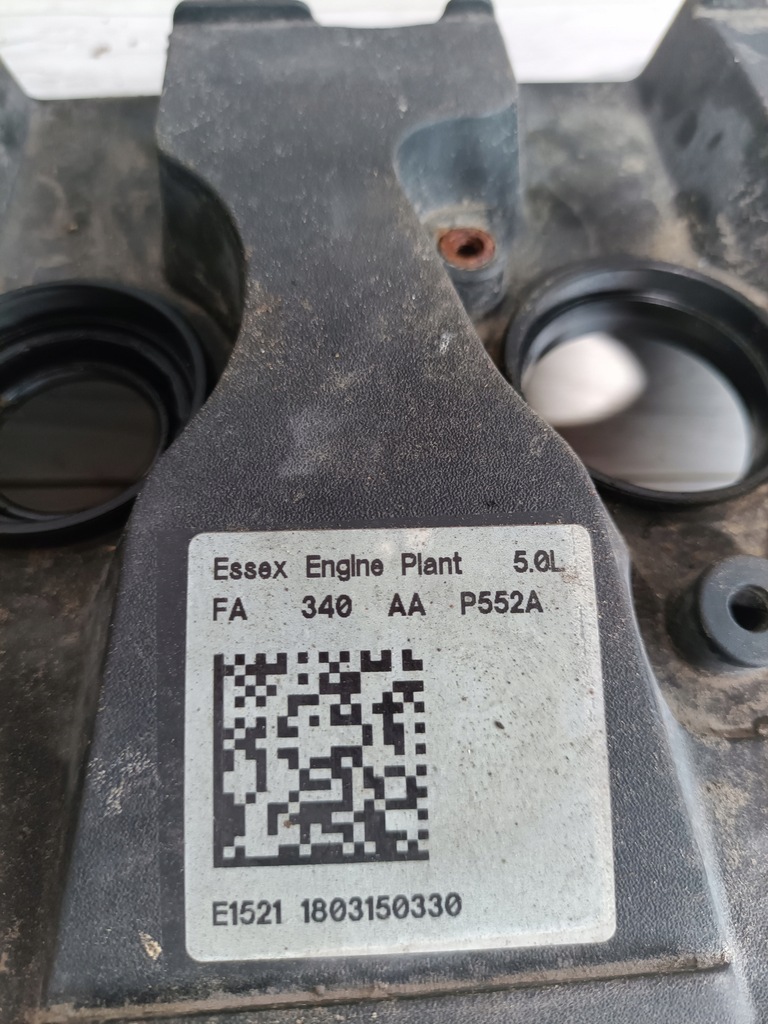 Essex Engine Plant 5.0L
FA 340 AA P552A
E1521 1803150330